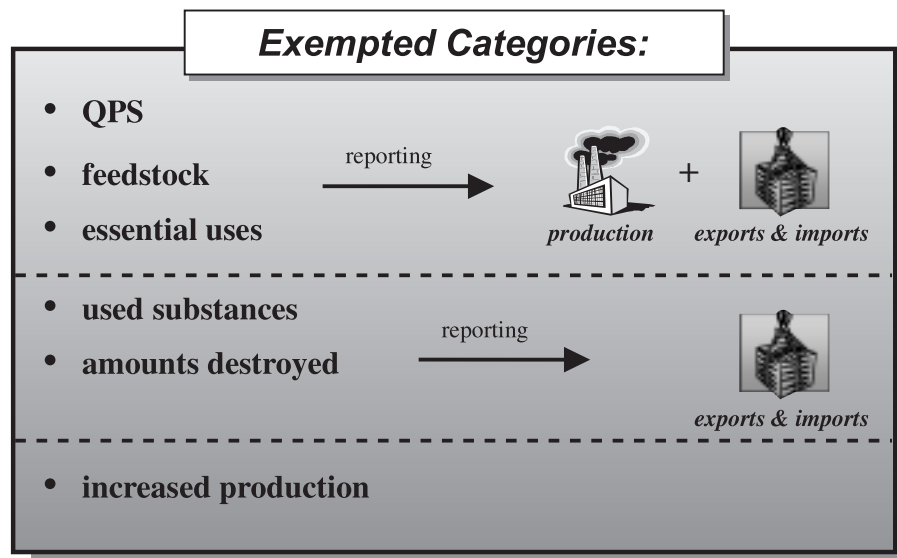 Exempted Categories:
• QPS
• feedstock
• essential uses
reporting
+
production
exports & imports
• used substances
• amounts destroyed
reporting
exports & imports
• increased production